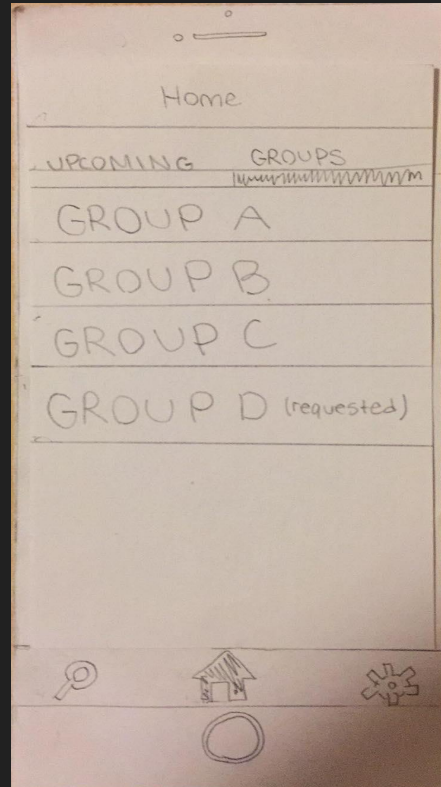 Home
UPCOMING GROUPS
GROUP A
GROUP B
GROUP C
GROUP D (requested)